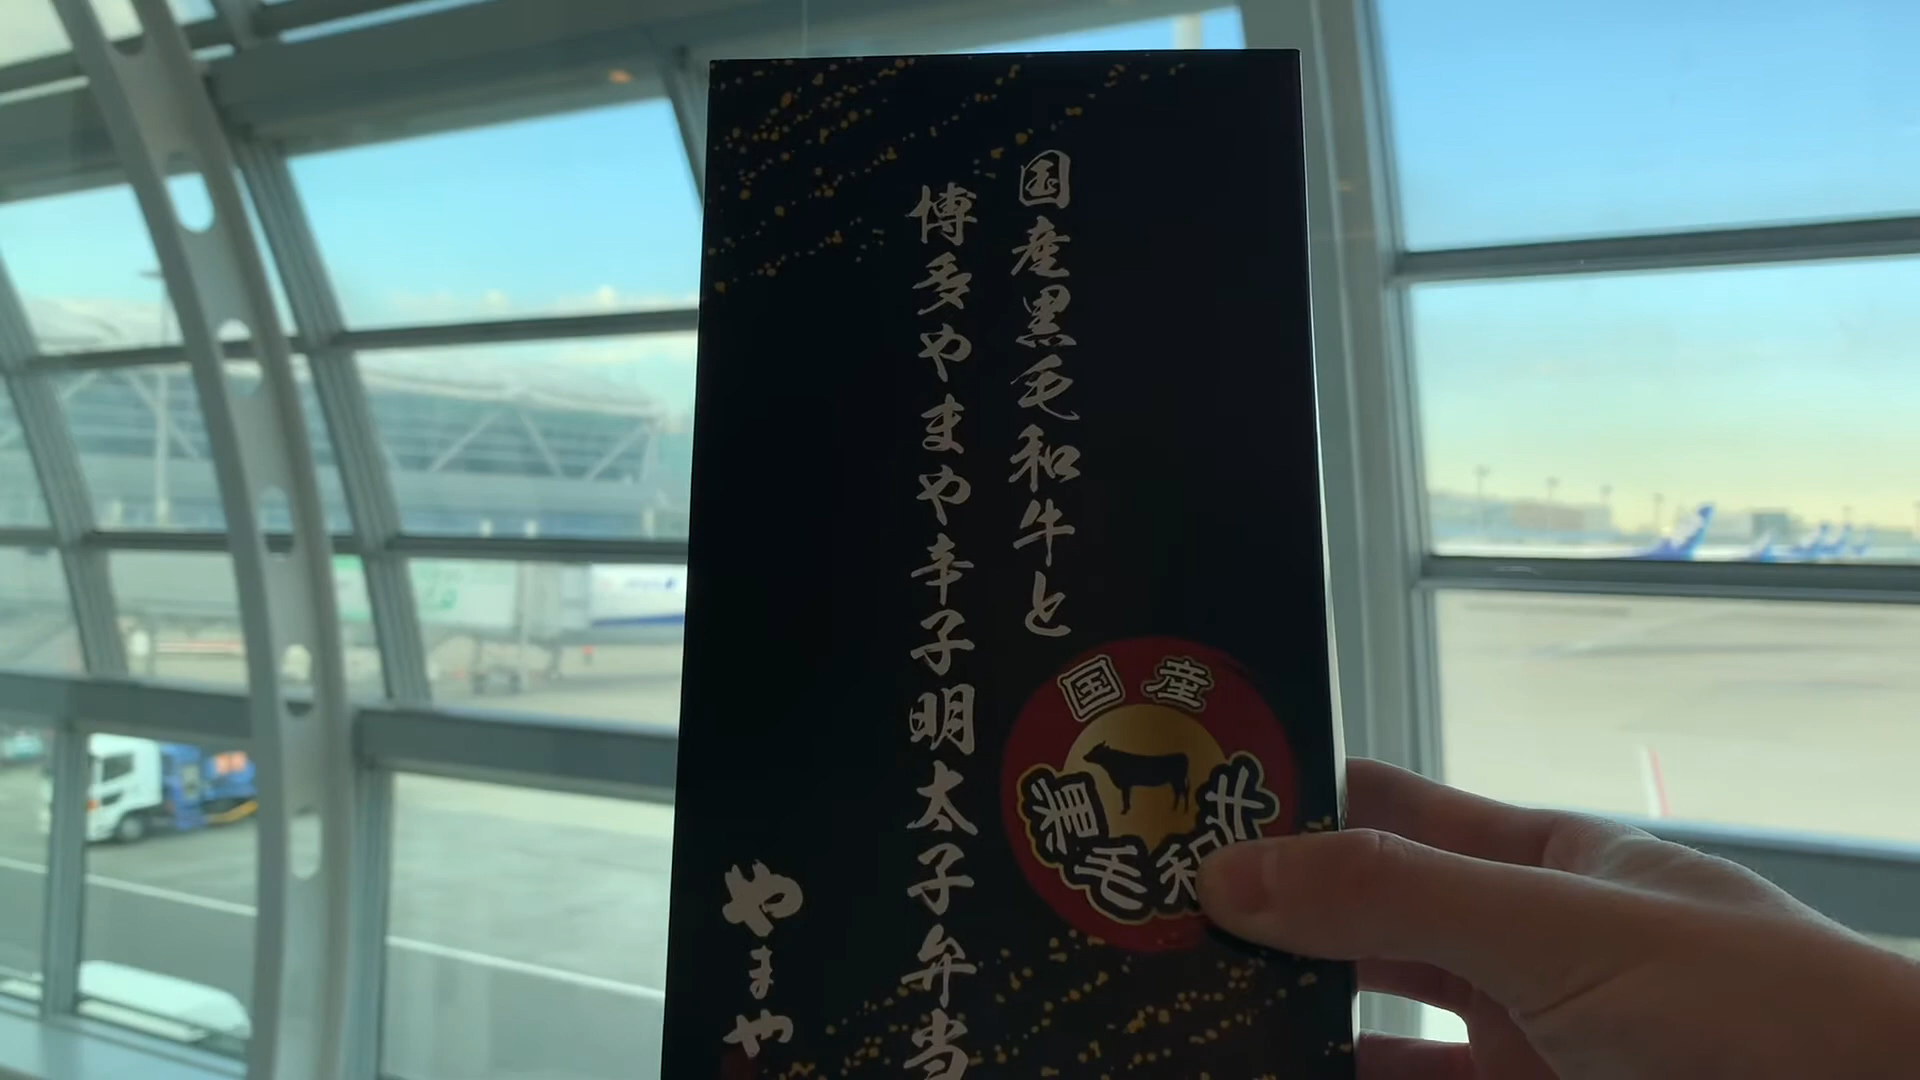 国産黒毛和牛と
博多やまや辛子明太子弁当
やまや
国産
黒毛和牛